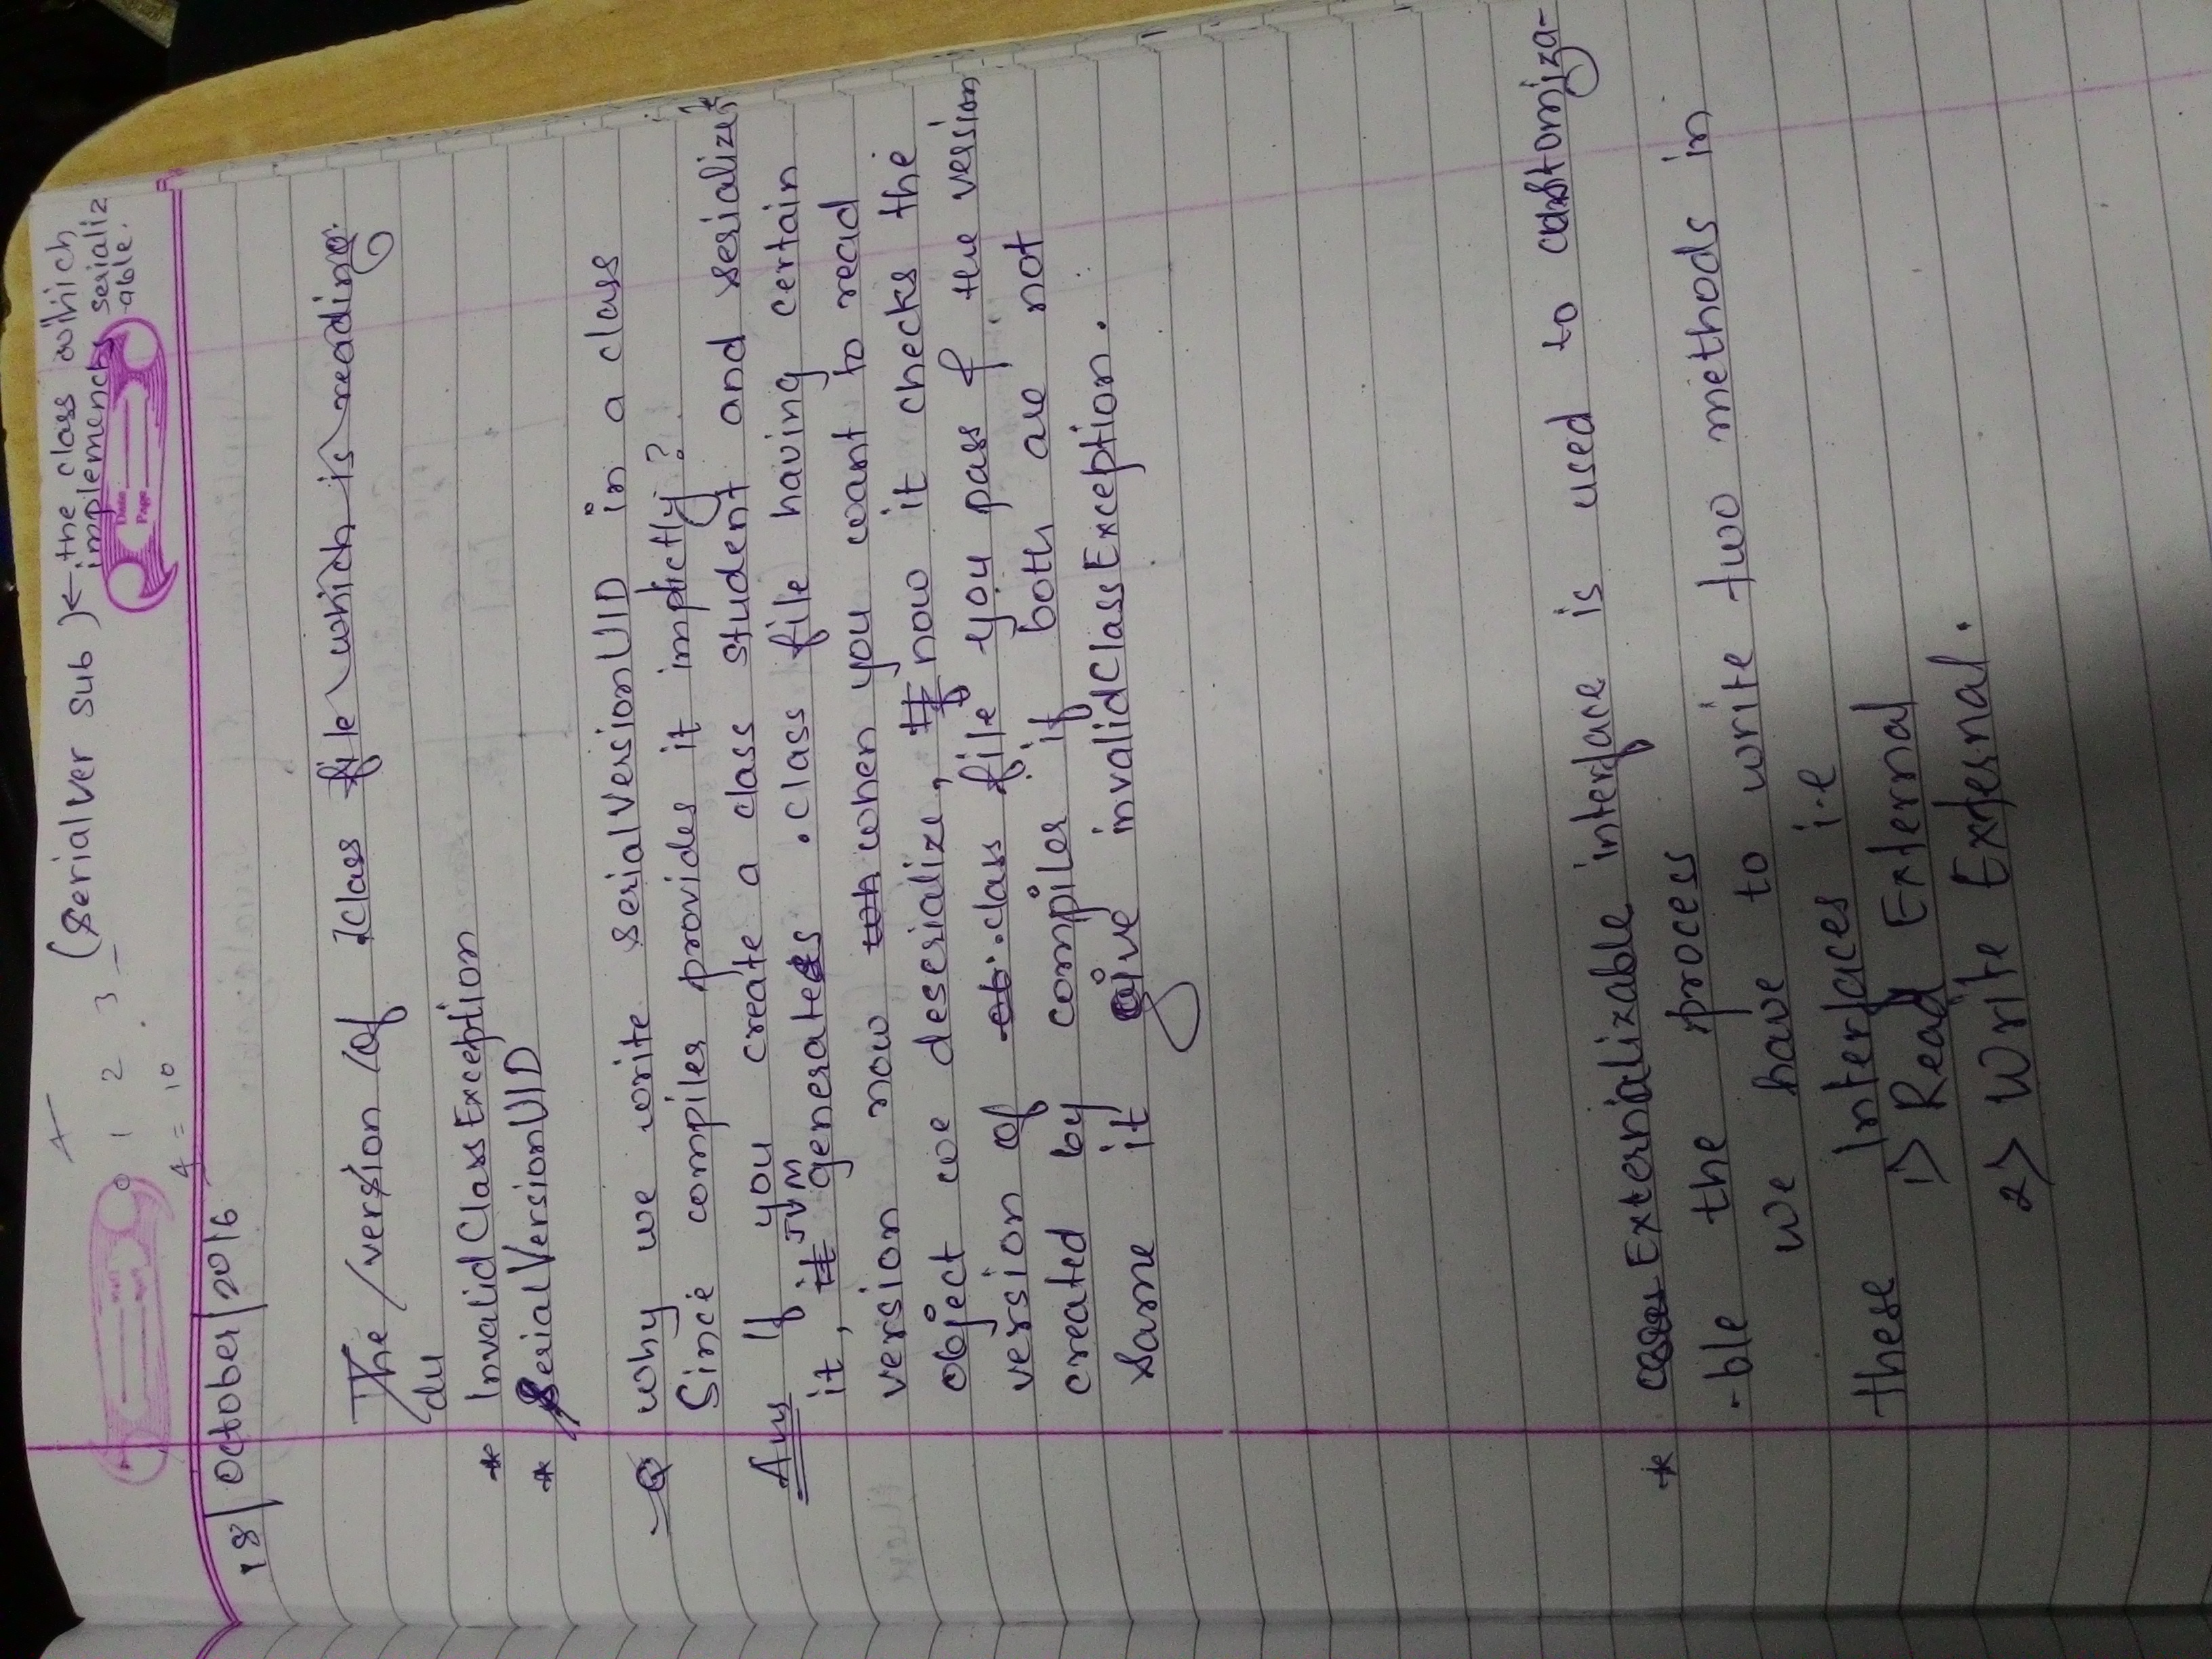 (Serialver sub) ← the class which
implements serializ
-able.
0 1 2 3
4 = 10
Date
Page
18/October/2016
The version of .class file which is reading
du
* InvalidClassException
* SerialVersionUID
Q Why we write serialVersionUID in a class
Since compiler provides it implictly?
Ans If you create a class student and serialize
it, it JVM generates .class file having certain
version now wh when you want to read
object we deserialize, If now it checks the
version of ob .class file you pass & the version
created by compiler if both are not
same it give invalidClassException.
* Externalizable interface is used to customiza-
-ble the process
we have to write two methods in
these Interfaces i.e
1> Read External
2> Write External.